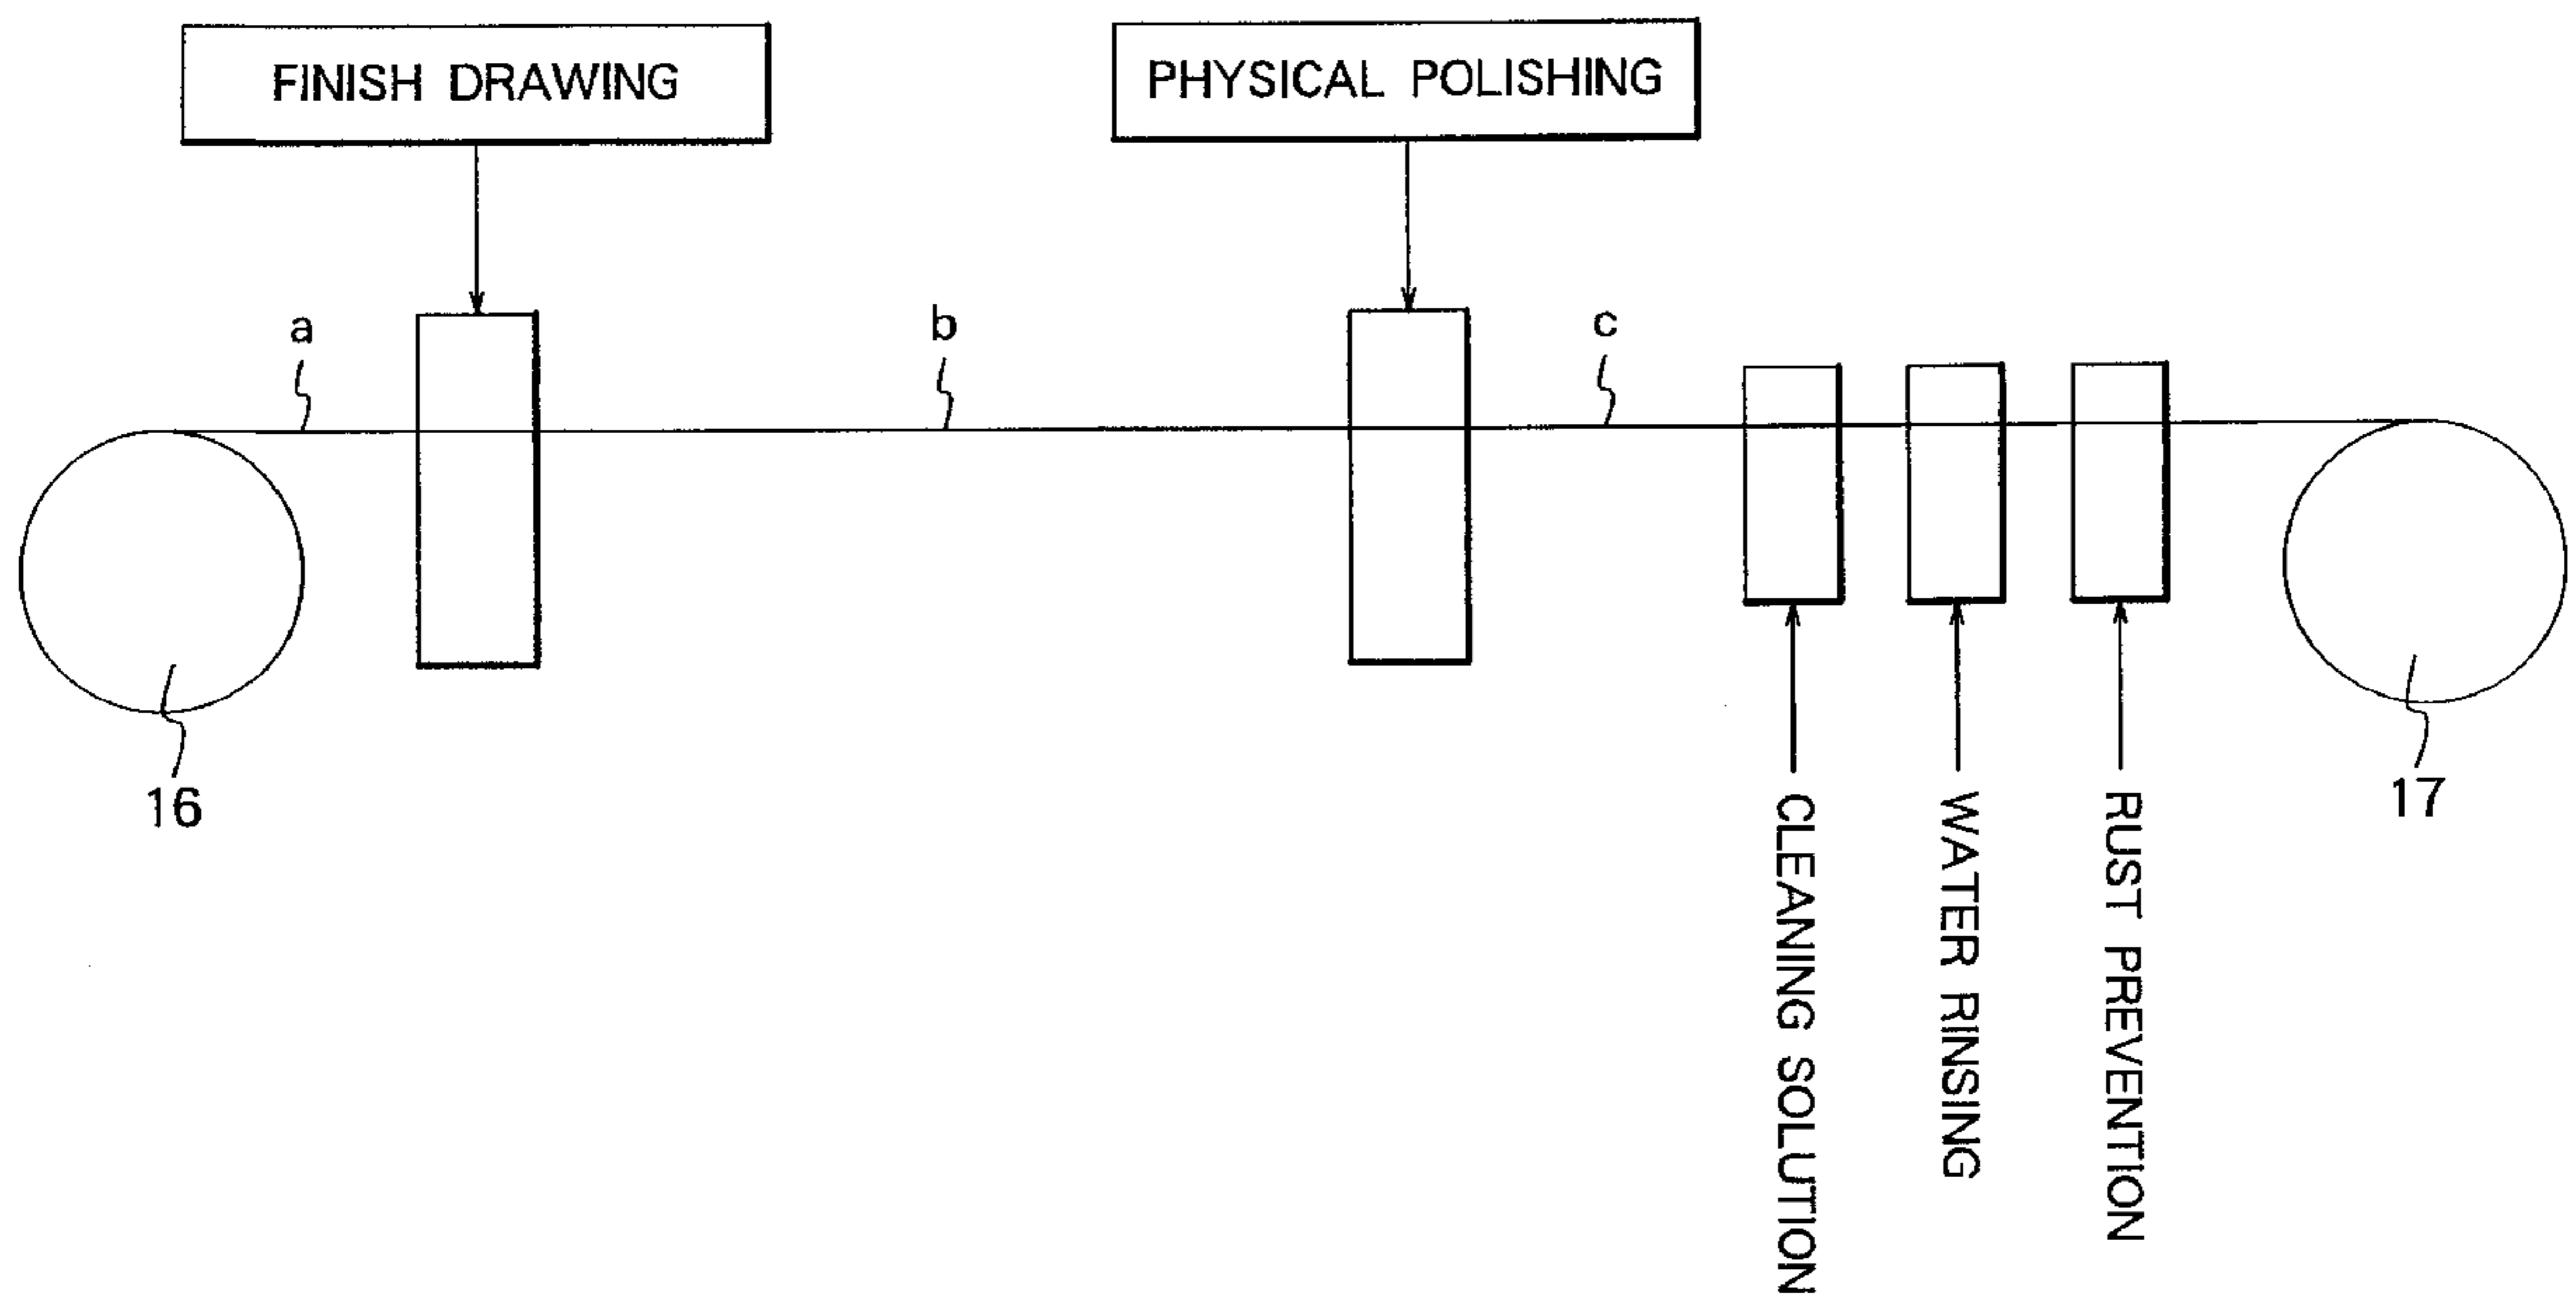 FINISH DRAWING
PHYSICAL POLISHING
a
b
c
16
17
CLEANING SOLUTION
WATER RINSING
RUST PREVENTION